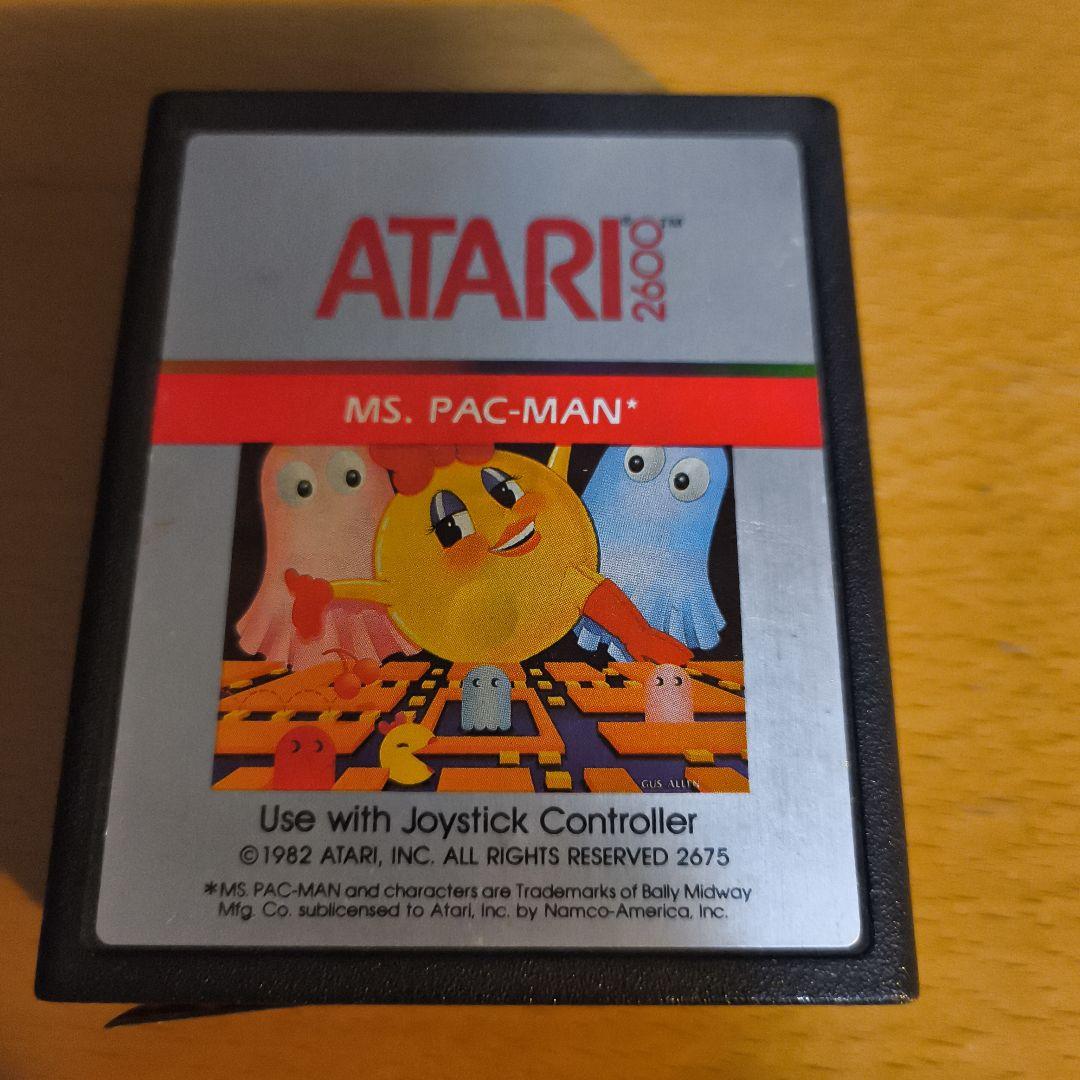 ATARI® 2600™
MS. PAC-MAN*
GUS ALLEN
Use with Joystick Controller
©1982 ATARI, INC. ALL RIGHTS RESERVED 2675
*MS. PAC-MAN and characters are Trademarks of Bally Midway
Mfg. Co. sublicensed to Atari, Inc. by Namco-America, Inc.